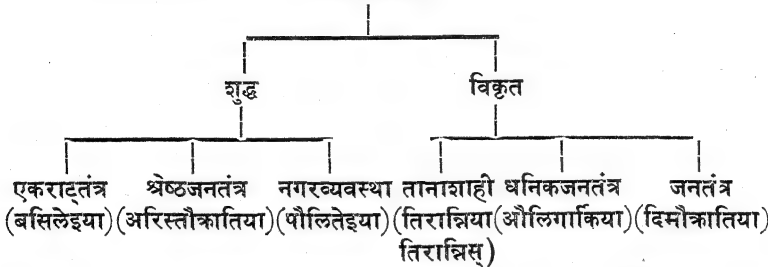 शुद्ध विकृत
एकराट्तंत्र श्रेष्ठजनतंत्र नगरव्यवस्था तानाशाही धनिकजनतंत्र जनतंत्र
(बसिलेइया) (अरिस्तौक्रातिया) (पौलितेइया) (तिरान्निया (औलिगार्किया) (दिमौक्रातिया)
तिरान्निस्)